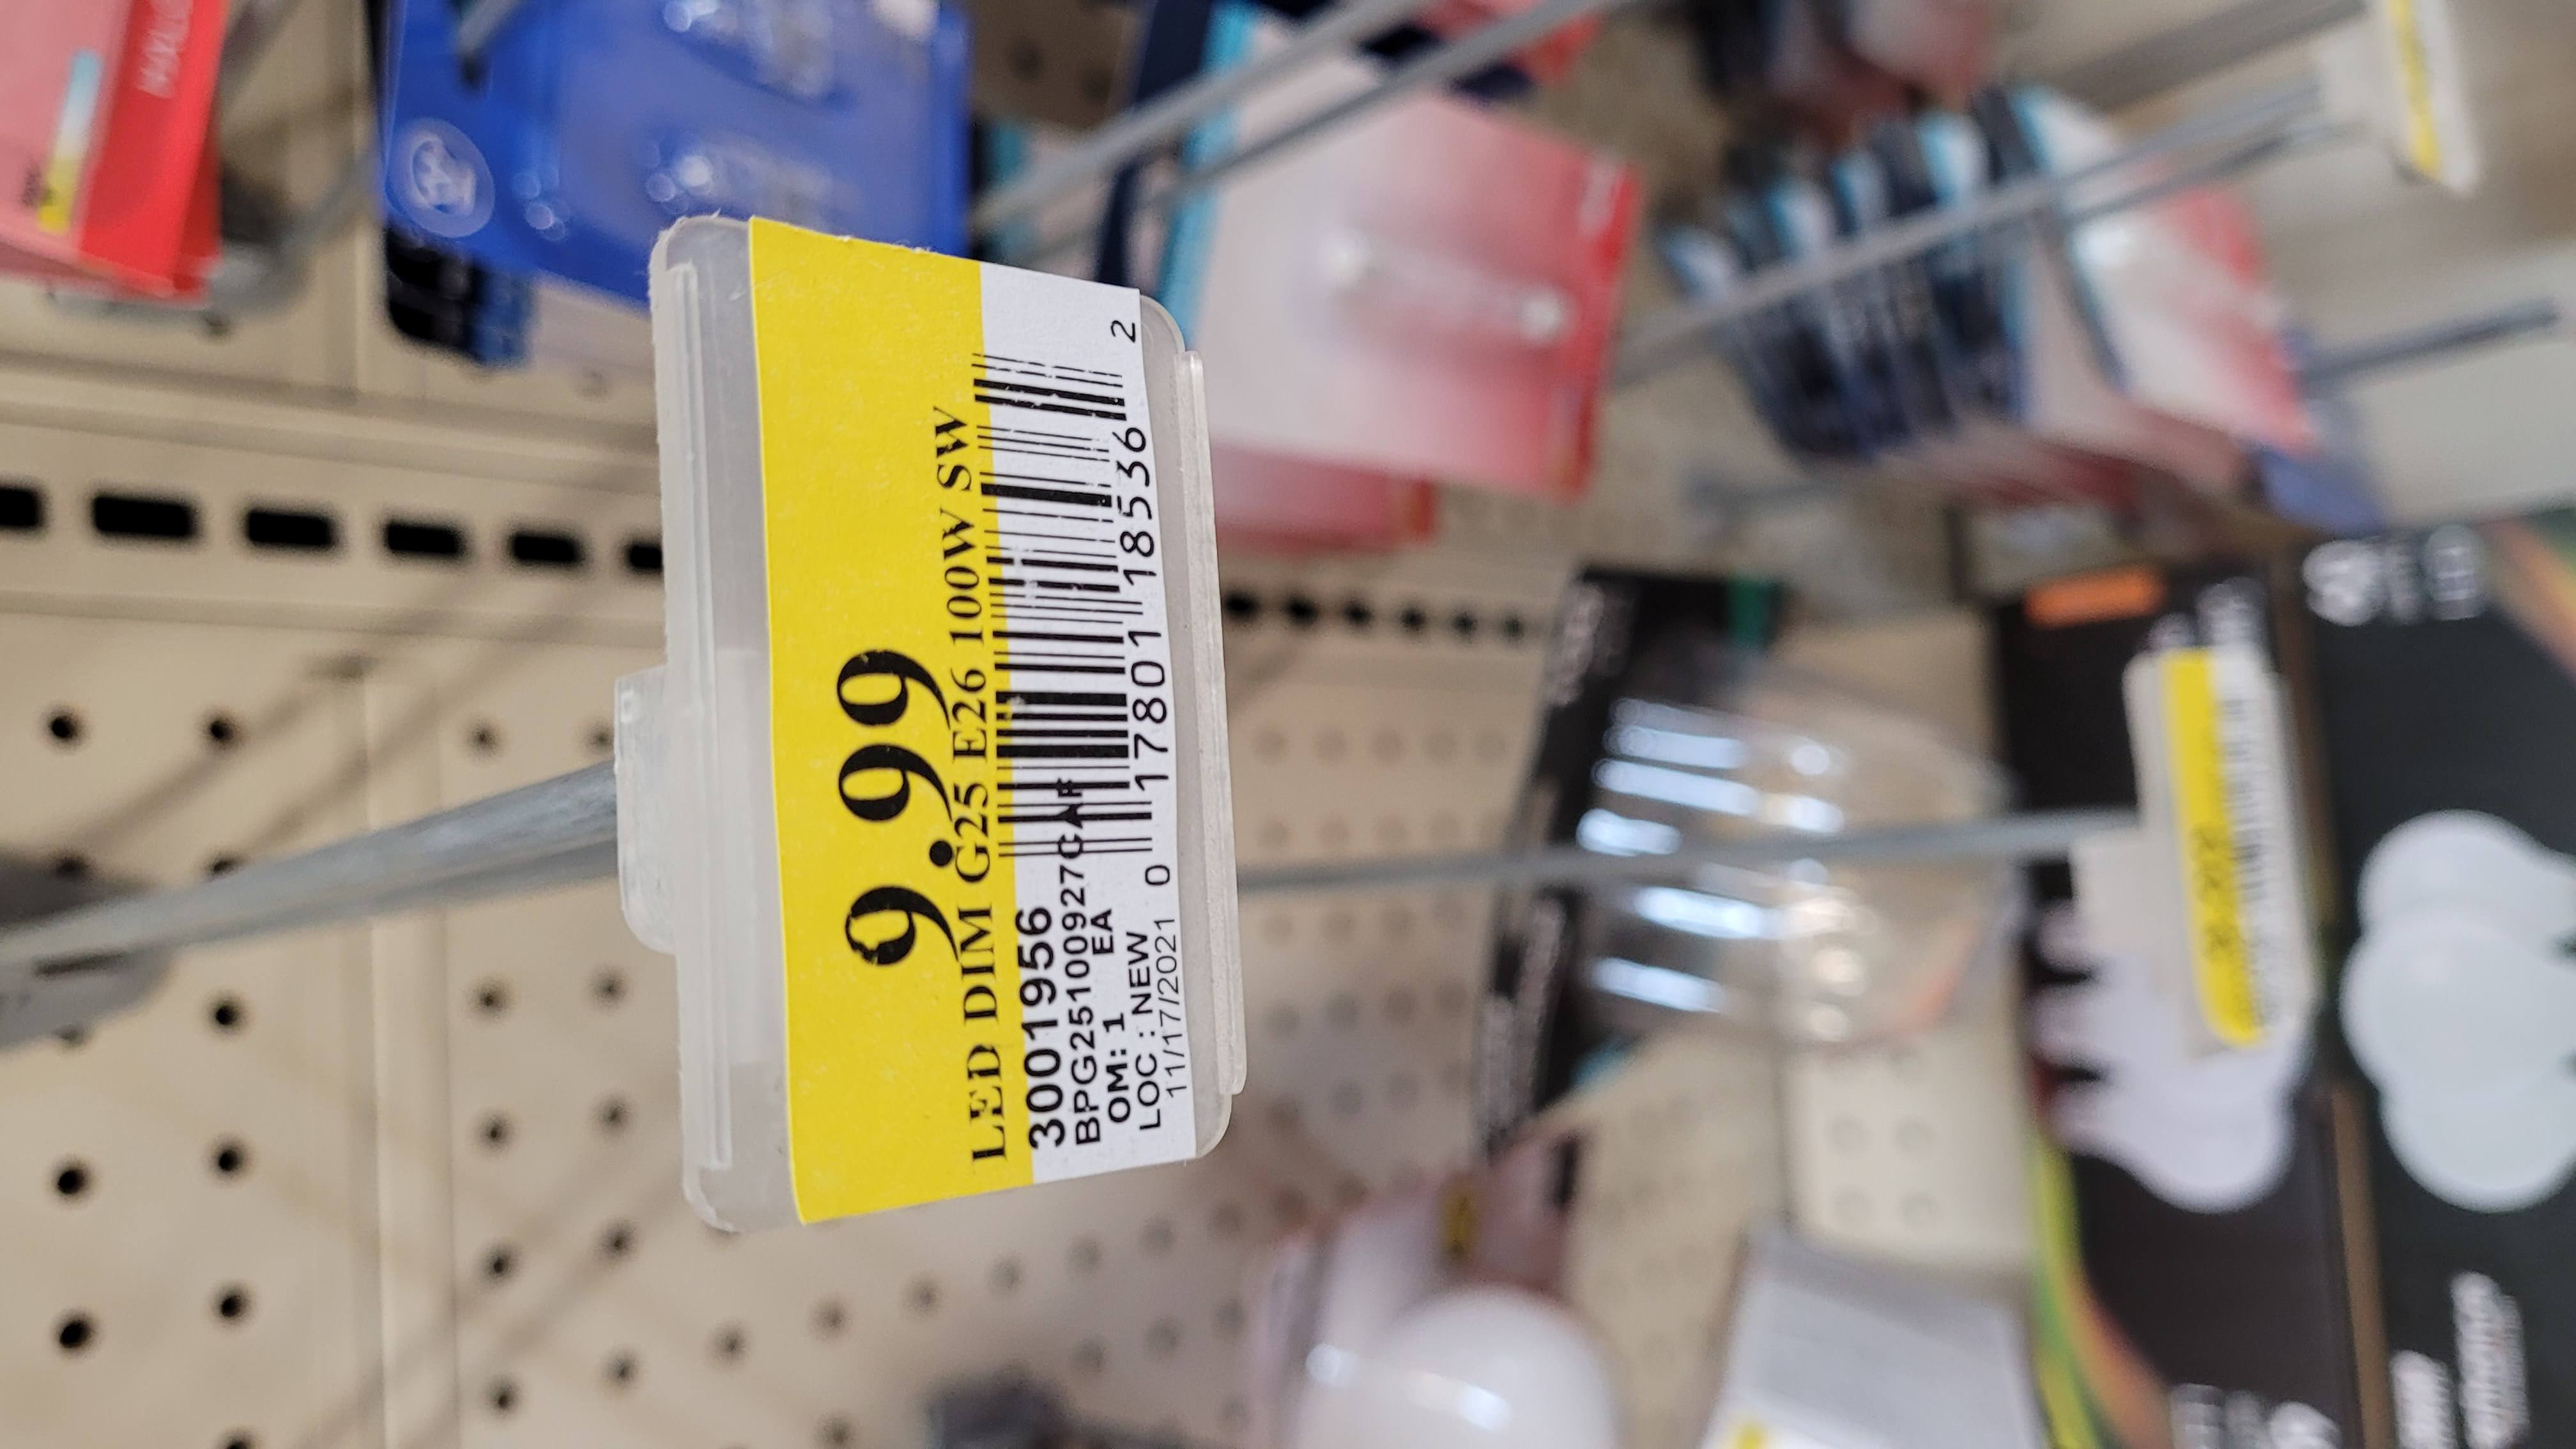 9.99
LED DIM G25 E26 100W SW
3001956
BPG25100927CAF
OM: 1 EA
LOC : NEW
11/17/2021
0 17801 18536 2